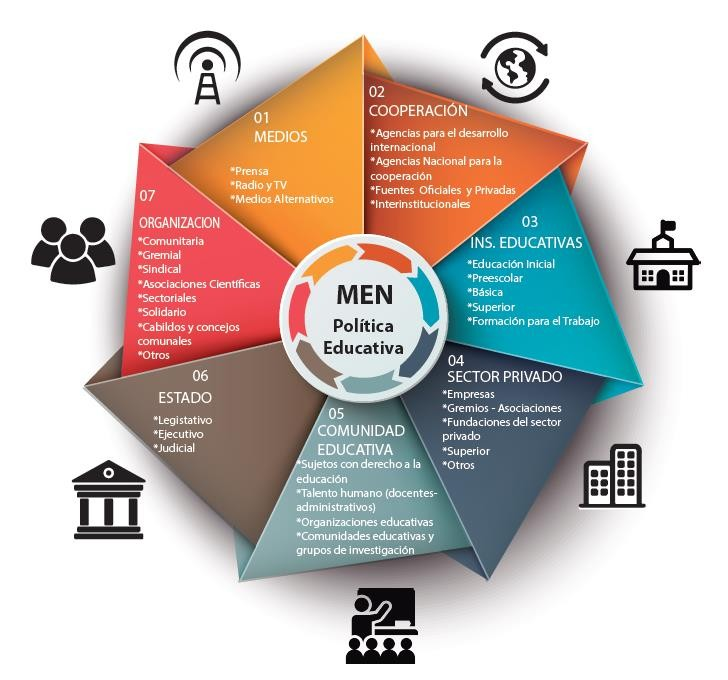 01
MEDIOS
*Prensa
*Radio y TV
*Medios Alternativos
02
COOPERACIÓN
*Agencias para el desarrollo
internacional
*Agencias Nacional para la
cooperación
*Fuentes Oficiales y Privadas
*Interinstitucionales
03
INS. EDUCATIVAS
*Educación Inicial
*Preescolar
*Básica
*Superior
*Formación para el Trabajo
04
SECTOR PRIVADO
*Empresas
*Gremios - Asociaciones
*Fundaciones del sector
privado
*Superior
*Otros
05
COMUNIDAD
EDUCATIVA
*Sujetos con derecho a la
educación
*Talento humano (docentes-
administrativos)
*Organizaciones educativas
*Comunidades educativas y
grupos de investigación
06
ESTADO
*Legislativo
*Ejecutivo
*Judicial
07
ORGANIZACION
*Comunitaria
*Gremial
*Sindical
*Asociaciones Científicas
*Sectoriales
*Solidario
*Cabildos y concejos
comunales
*Otros
MEN
Política
Educativa